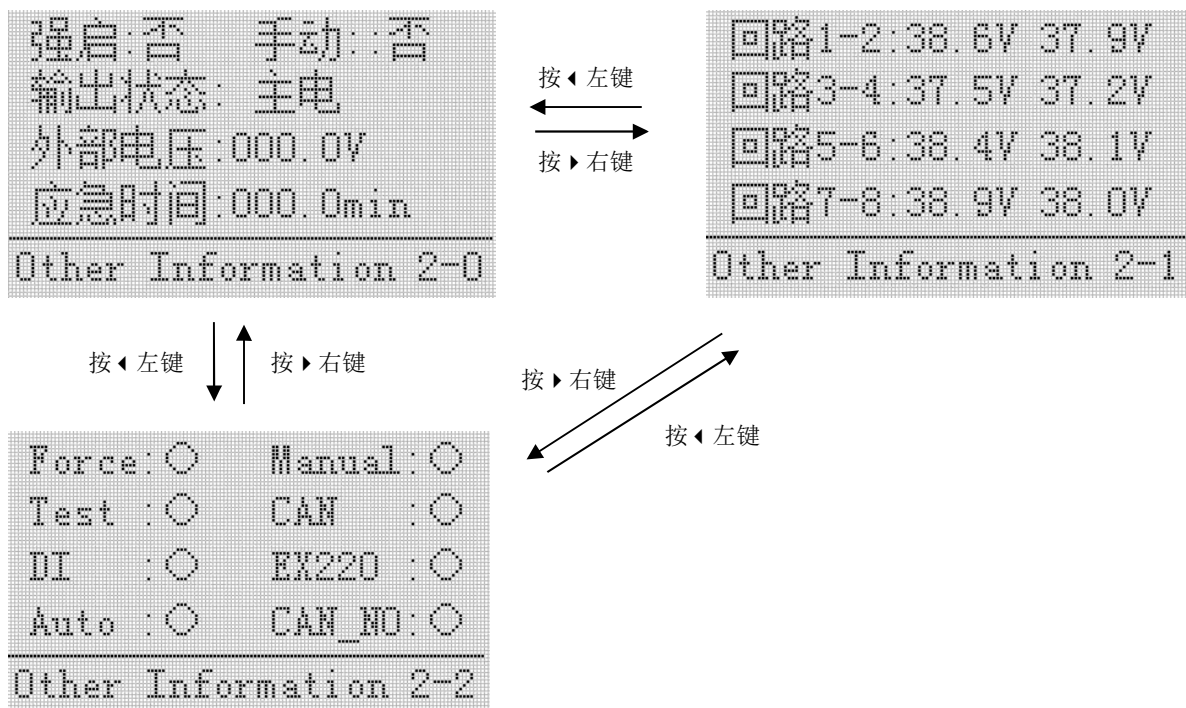 强启:否 手动::否
输出状态: 主电
外部电压:000.0V
应急时间:000.0min
Other Information 2-0
按◀左键
按▶右键
回路1-2:38.6V 37.9V
回路3-4:37.5V 37.2V
回路5-6:38.4V 38.1V
回路7-8:38.9V 38.0V
Other Information 2-1
按◀左键
按▶右键
按▶右键
按◀左键
Force:○ Manual:○
Test :○ CAN :○
DI :○ EX220 :○
Auto :○ CAN_NO:○
Other Information 2-2